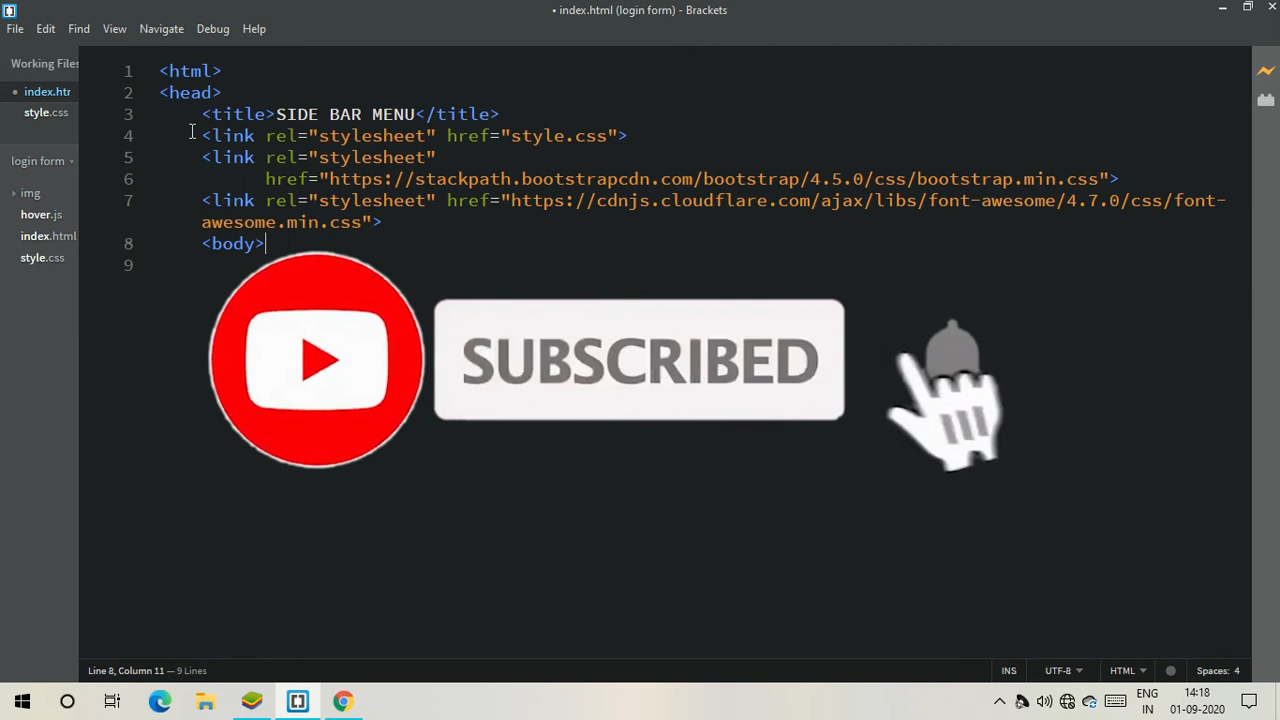 • index.html (login form) - Brackets
File Edit Find View Navigate Debug Help
Working Files
• index.htr
style.css
login form
img
hover.js
index.html
style.css
1 <html>
2 <head>
3 <title>SIDE BAR MENU</title>
4 <link rel="stylesheet" href="style.css">
5 <link rel="stylesheet"
6 href="https://stackpath.bootstrapcdn.com/bootstrap/4.5.0/css/bootstrap.min.css">
7 <link rel="stylesheet" href="https://cdnjs.cloudflare.com/ajax/libs/font-awesome/4.7.0/css/font-
awesome.min.css">
8 <body>
9
SUBSCRIBED
Line 8, Column 11 — 9 Lines
INS UTF-8 HTML Spaces: 4
ENG 14:18
IN 01-09-2020